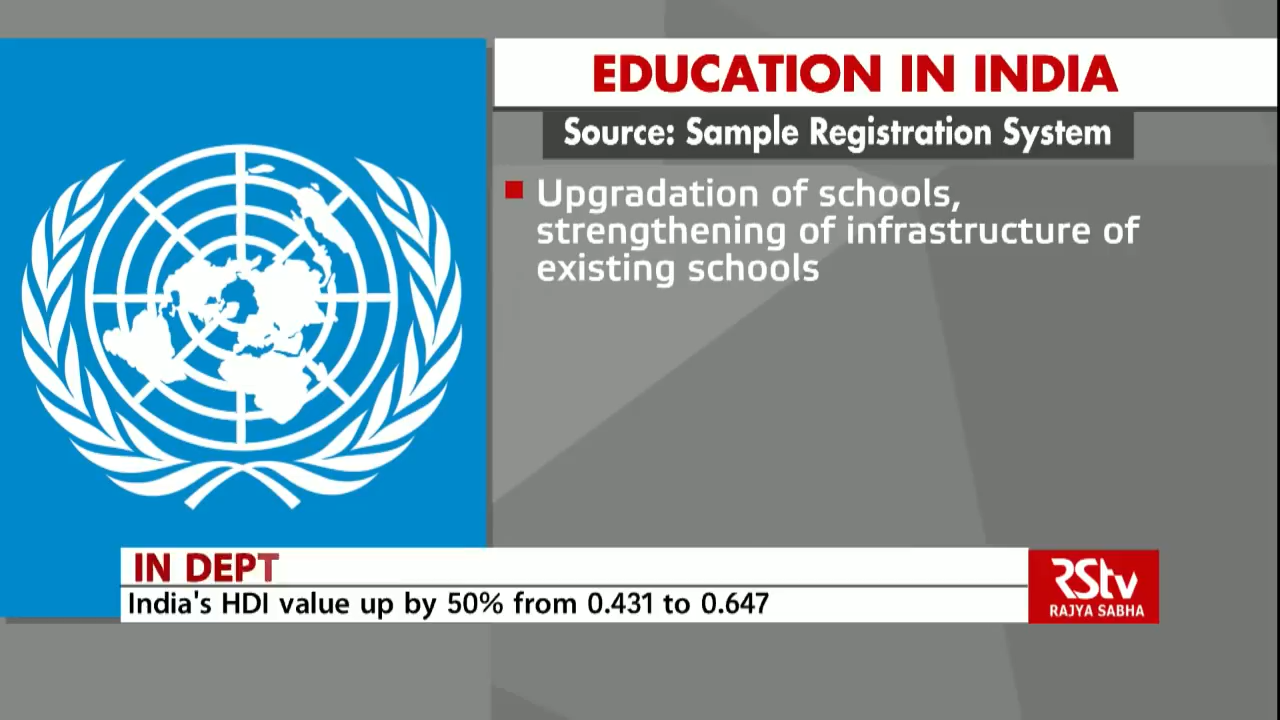 EDUCATION IN INDIA
Source: Sample Registration System
Upgradation of schools,
strengthening of infrastructure of
existing schools
IN DEPT
India's HDI value up by 50% from 0.431 to 0.647
RSTV
RAJYA SABHA